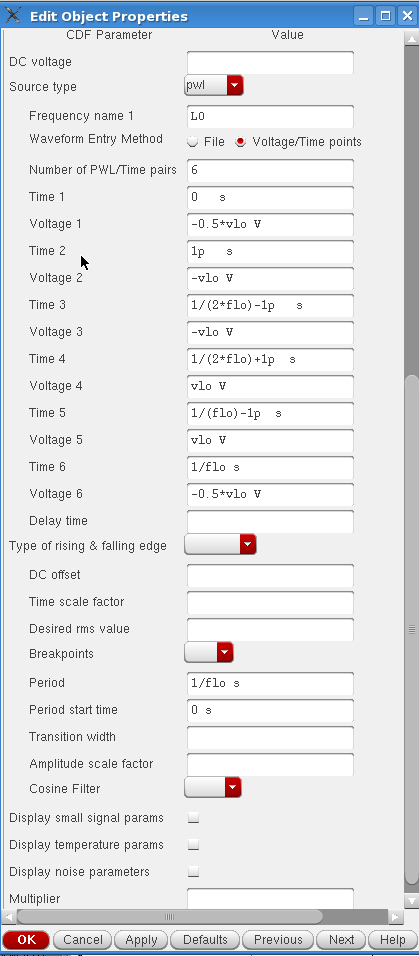 Edit Object Properties
CDF Parameter Value
DC voltage
Source type pwl
Frequency name 1 LO
Waveform Entry Method File Voltage/Time points
Number of PWL/Time pairs 6
Time 1 0 s
Voltage 1 -0.5*vlo V
Time 2 1p s
Voltage 2 -vlo V
Time 3 1/(2*flo)-1p s
Voltage 3 -vlo V
Time 4 1/(2*flo)+1p s
Voltage 4 vlo V
Time 5 1/(flo)-1p s
Voltage 5 vlo V
Time 6 1/flo s
Voltage 6 -0.5*vlo V
Delay time
Type of rising & falling edge
DC offset
Time scale factor
Desired rms value
Breakpoints
Period 1/flo s
Period start time 0 s
Transition width
Amplitude scale factor
Cosine Filter
Display small signal params
Display temperature params
Display noise parameters
Multiplier
OK Cancel Apply Defaults Previous Next Help